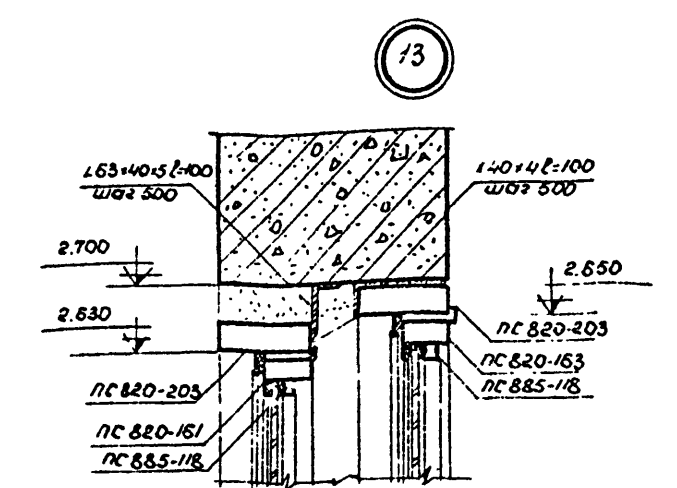 13
L63×40×5 ℓ=100
шаг 500
L40×4 ℓ=100
шаг 500
2.700
2.650
2.630
ПС 820-203
ПС 820-163
ПС 885-118
ПС 820-203
ПС 820-161
ПС 885-118